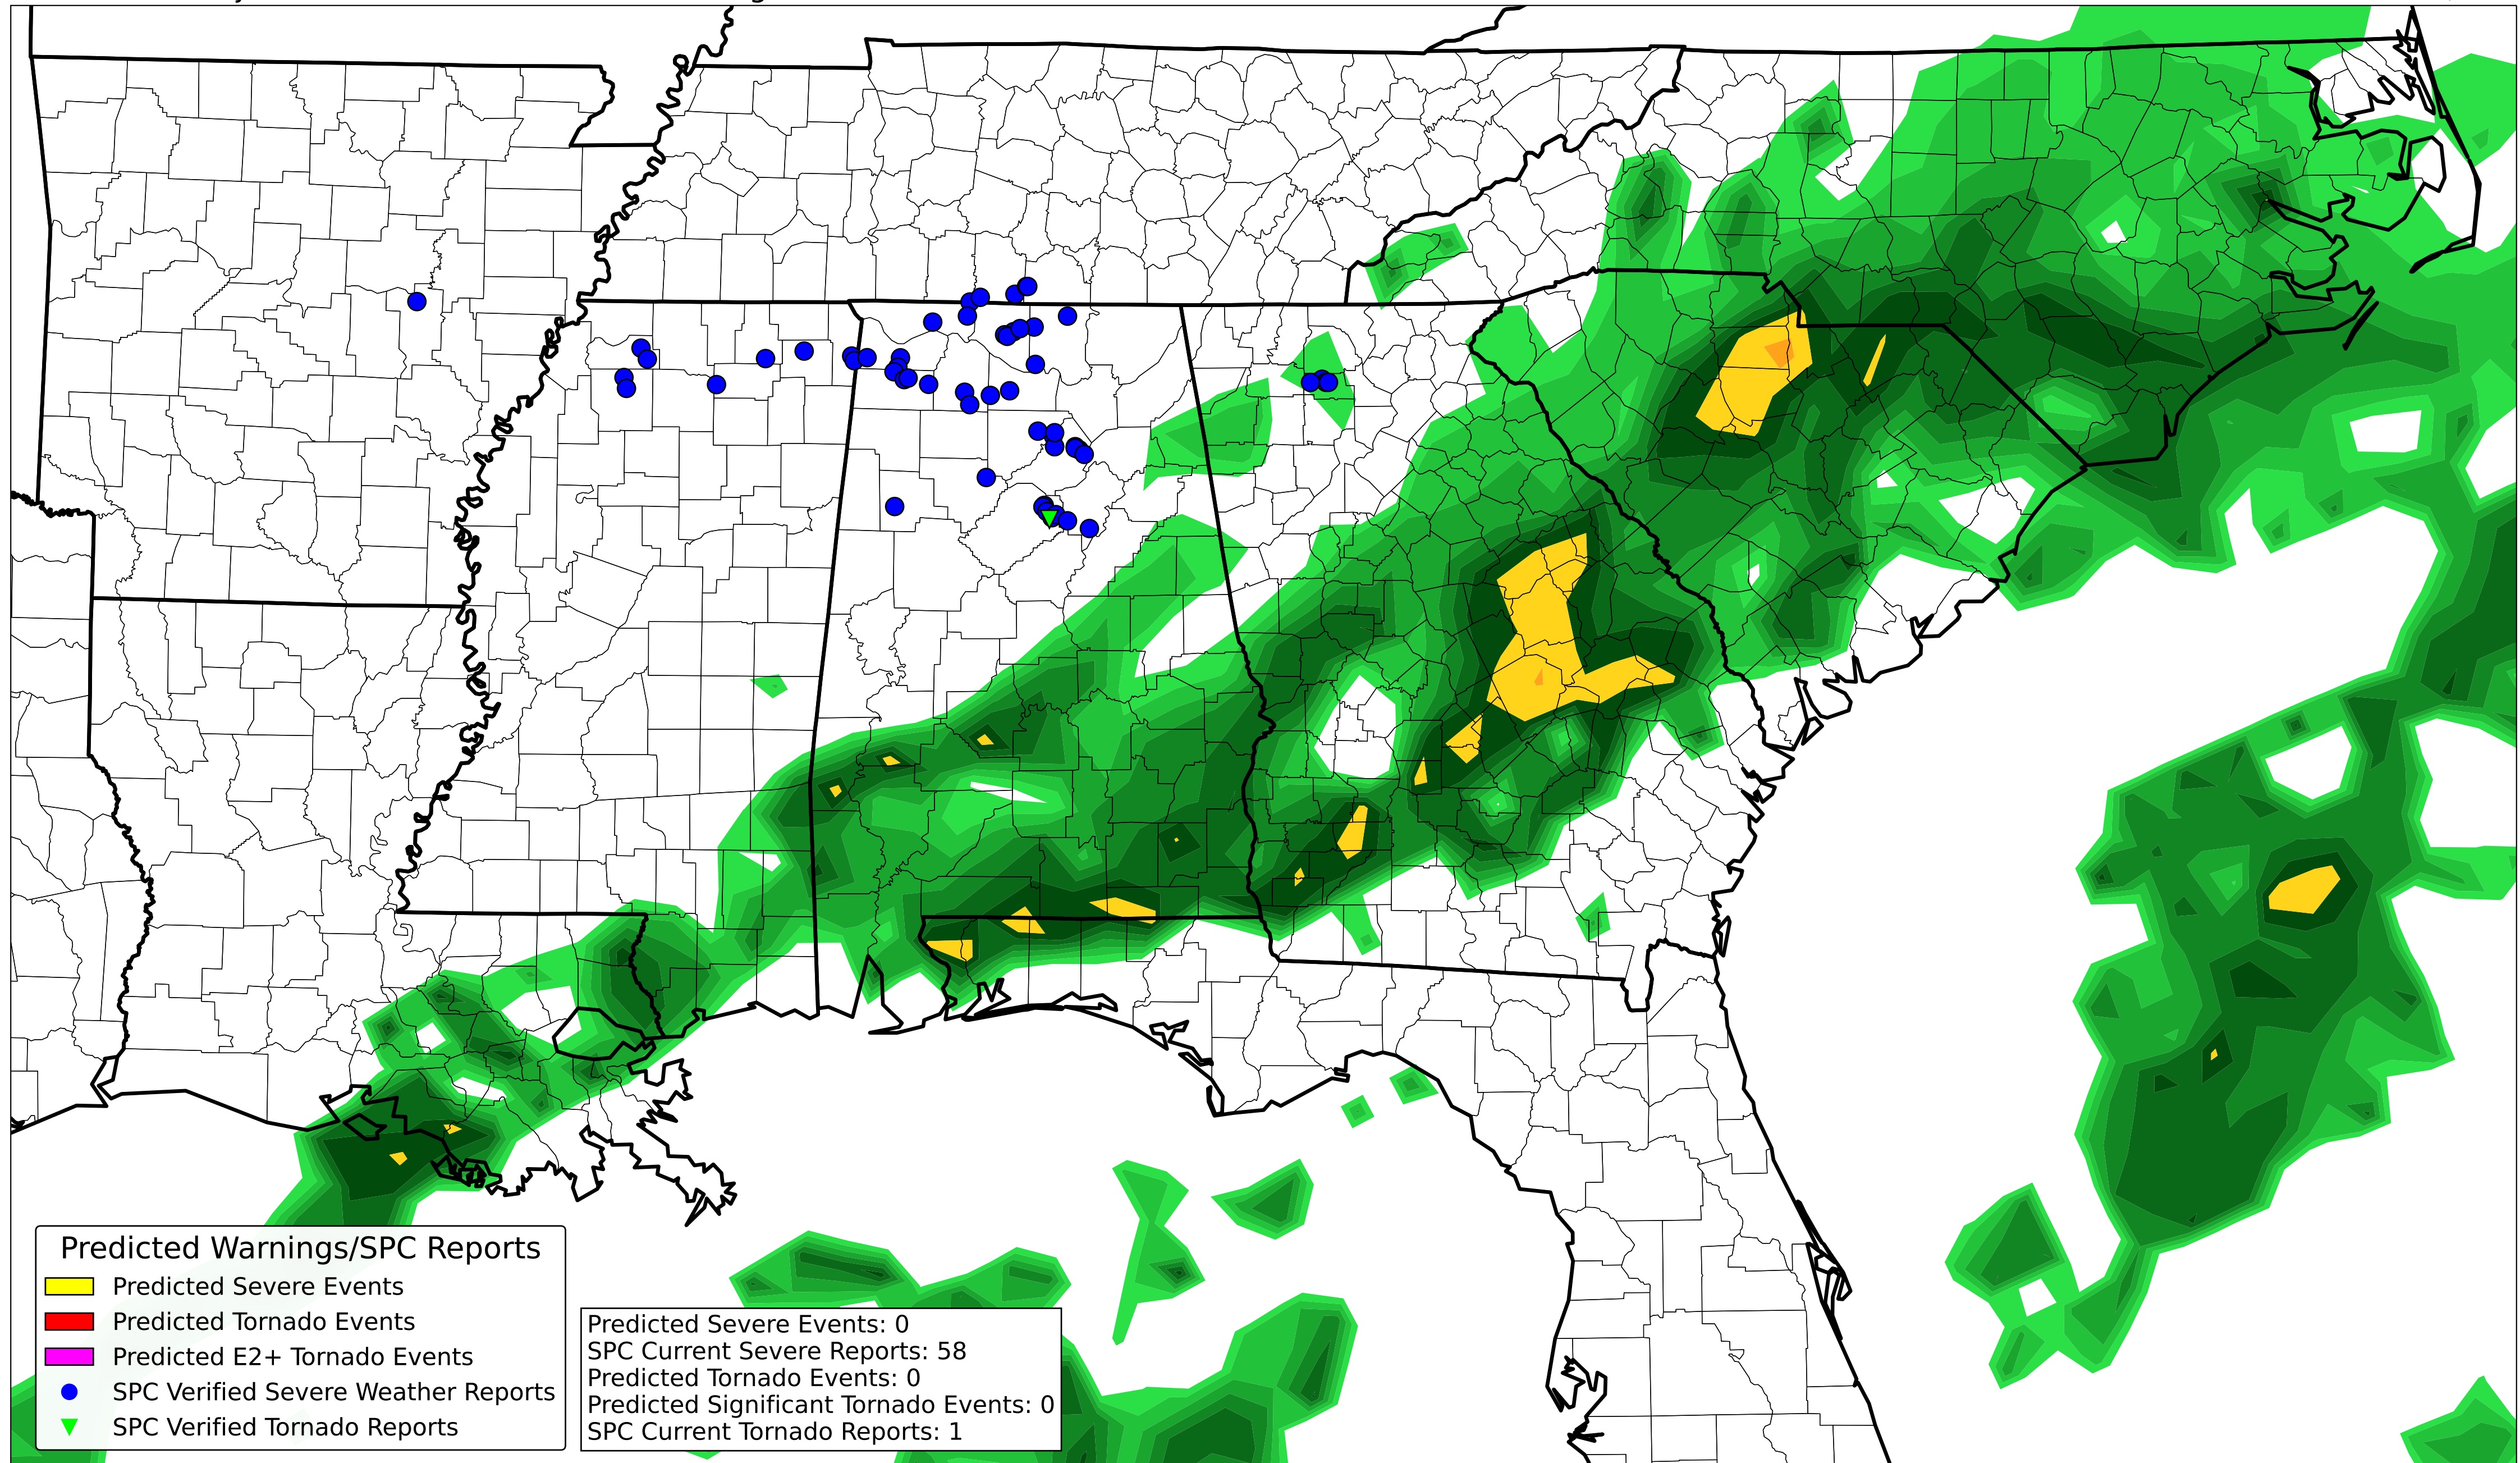 Predicted Warnings/SPC Reports
Predicted Severe Events
Predicted Tornado Events
Predicted E2+ Tornado Events
SPC Verified Severe Weather Reports
SPC Verified Tornado Reports
Predicted Severe Events: 0
SPC Current Severe Reports: 58
Predicted Tornado Events: 0
Predicted Significant Tornado Events: 0
SPC Current Tornado Reports: 1